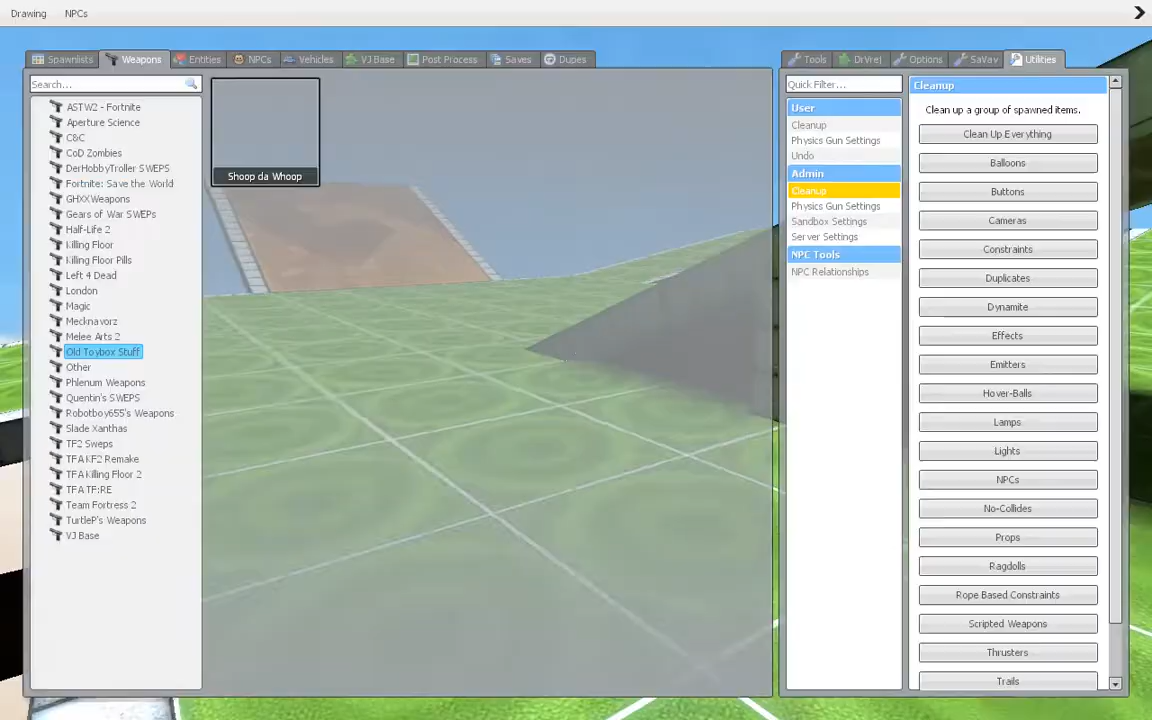 Drawing
NPCs
Spawnlists
Weapons
Entities
NPCs
Vehicles
VJ Base
Post Process
Saves
Dupes
Search...
ASTW2 - Fortnite
Aperture Science
C&C
CoD Zombies
DerHobbyTroller SWEPS
Fortnite: Save the World
GHXXWeapons
Gears of War SWEPs
Half-Life 2
Killing Floor
Killing Floor Pills
Left 4 Dead
London
Magic
Mecknavorz
Melee Arts 2
Old Toybox Stuff
Other
Phlenum Weapons
Quentin's SWEPS
Robotboy655's Weapons
Slade Xanthas
TF2 Sweps
TFA KF2 Remake
TFA Killing Floor 2
TFA TF:RE
Team Fortress 2
TurtleP's Weapons
VJ Base
Shoop da Whoop
Tools
DrVrej
Options
SaVav
Utilities
Quick Filter...
User
Cleanup
Physics Gun Settings
Undo
Admin
Cleanup
Physics Gun Settings
Sandbox Settings
Server Settings
NPC Tools
NPC Relationships
Cleanup
Clean up a group of spawned items.
Clean Up Everything
Balloons
Buttons
Cameras
Constraints
Duplicates
Dynamite
Effects
Emitters
Hover-Balls
Lamps
Lights
NPCs
No-Collides
Props
Ragdolls
Rope Based Constraints
Scripted Weapons
Thrusters
Trails